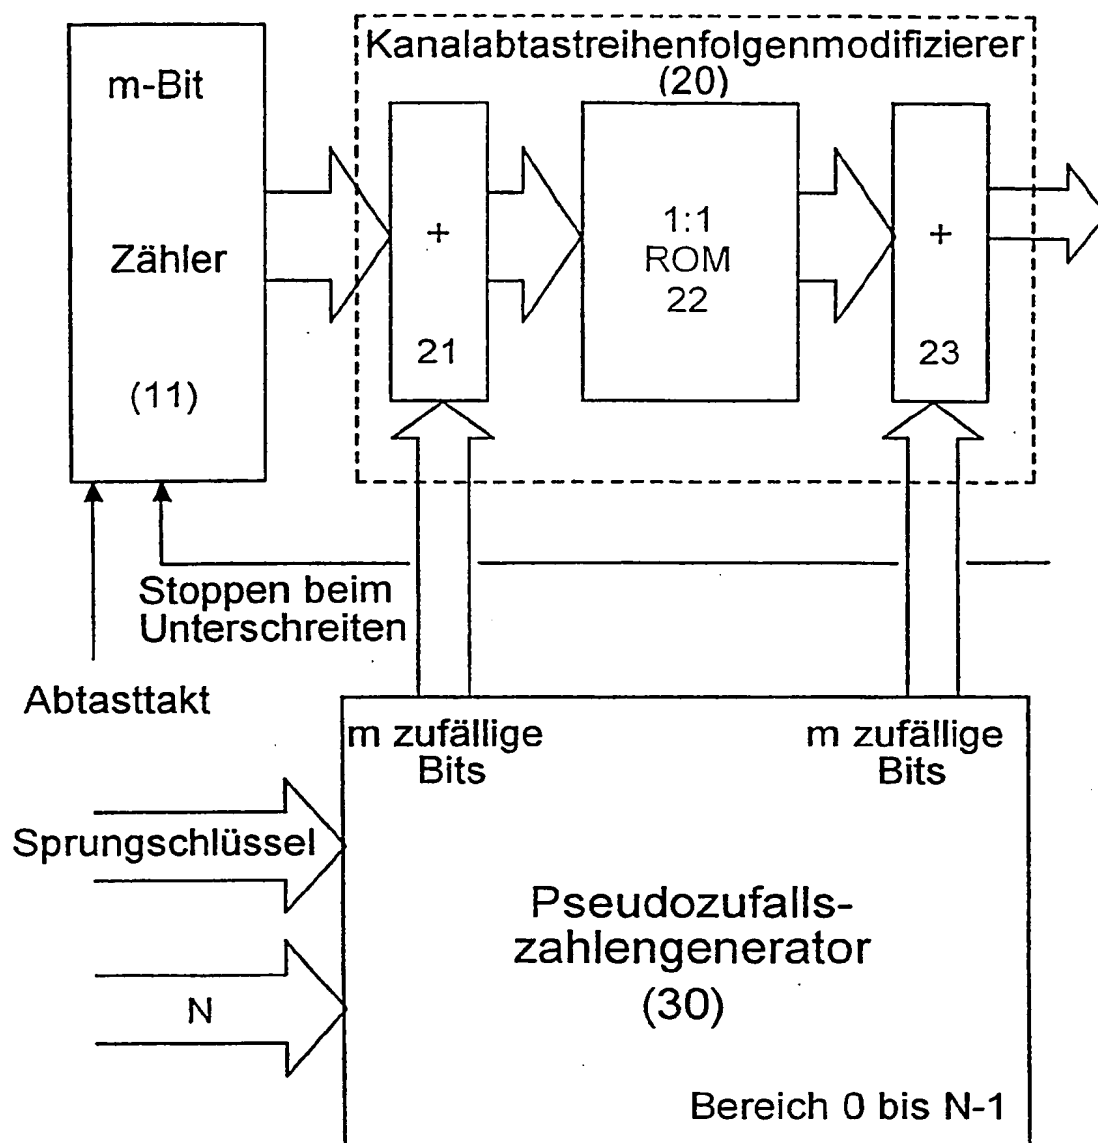 m-Bit
Zähler
(11)
Kanalabtastreihenfolgenmodifizierer
(20)
+
21
1:1
ROM
22
+
23
Stoppen beim
Unterschreiten
Abtasttakt
m zufällige
Bits
m zufällige
Bits
Sprungschlüssel
N
Pseudozufalls-
zahlengenerator
(30)
Bereich 0 bis N-1